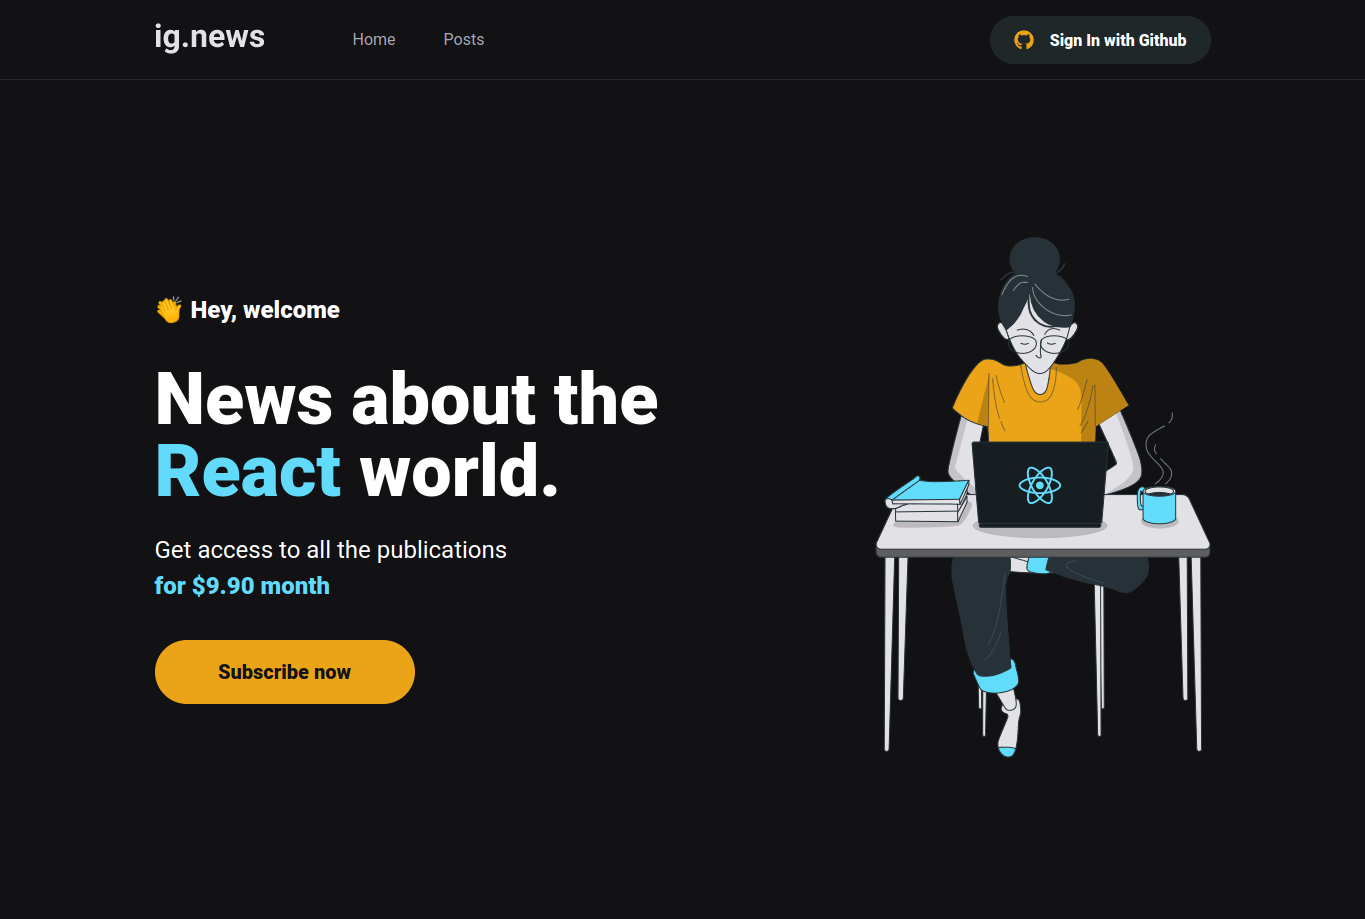 ig.news
Home
Posts
Sign In with Github
👏 Hey, welcome
News about the
React world.
Get access to all the publications
for $9.90 month
Subscribe now